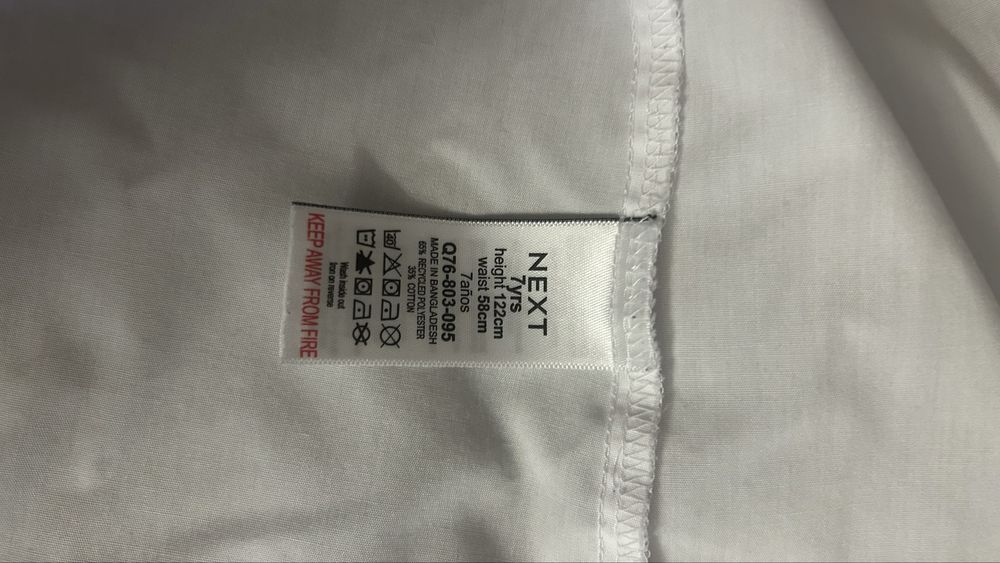 NEXT
7yrs
height 122cm
waist 58cm
7años
Q76-803-095
MADE IN BANGLADESH
65% RECYCLED POLYESTER
35% COTTON
40
Wash inside out
Iron on reverse
KEEP AWAY FROM FIRE